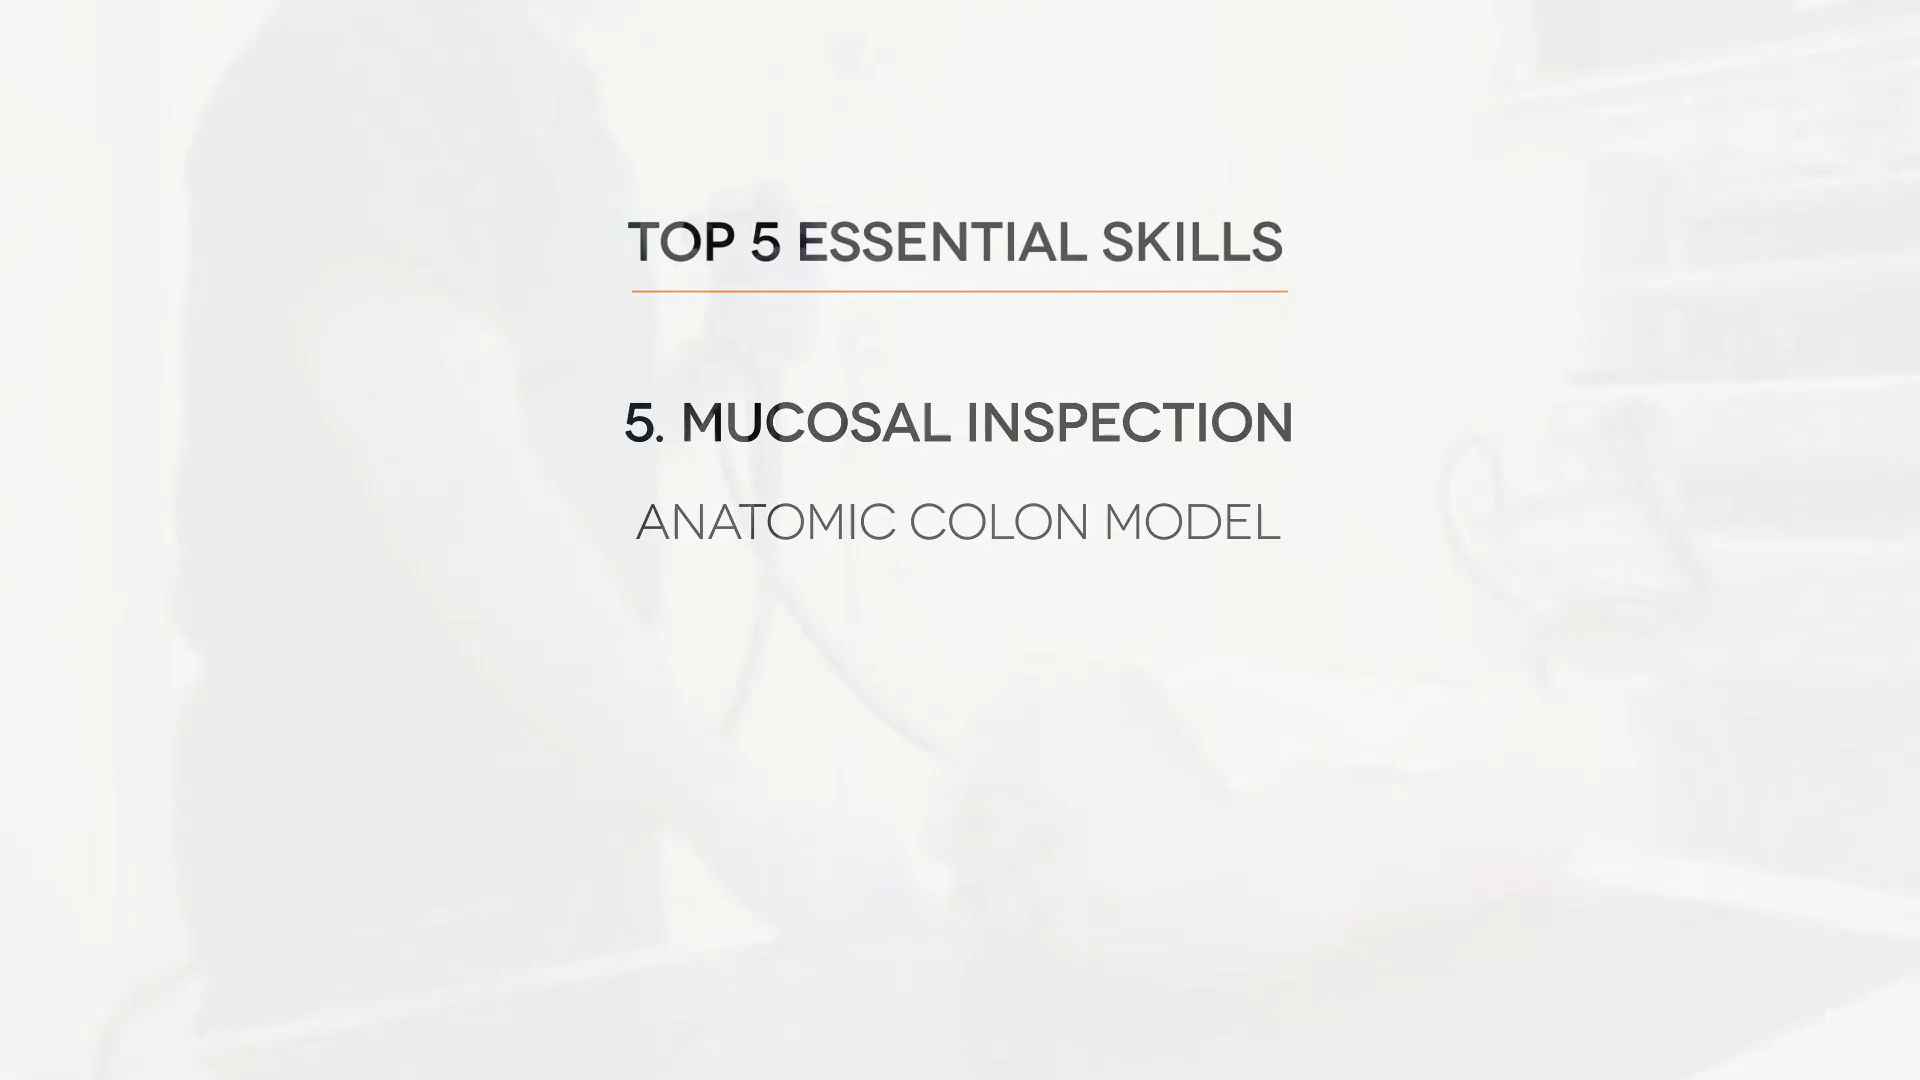 TOP 5 ESSENTIAL SKILLS
5. MUCOSAL INSPECTION
ANATOMIC COLON MODEL